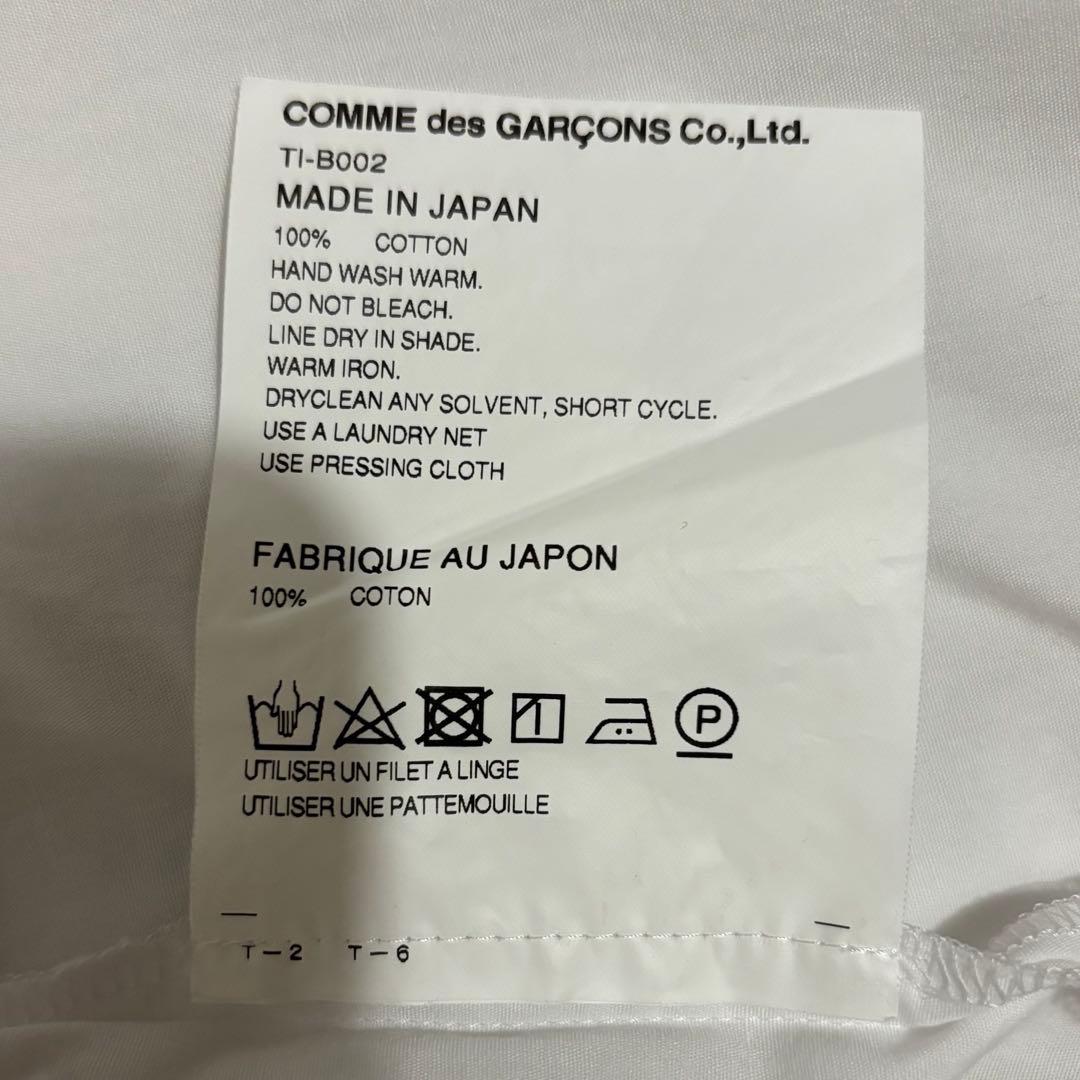 COMME des GARÇONS Co.,Ltd.
TI-B002
MADE IN JAPAN
100% COTTON
HAND WASH WARM.
DO NOT BLEACH.
LINE DRY IN SHADE.
WARM IRON.
DRYCLEAN ANY SOLVENT, SHORT CYCLE.
USE A LAUNDRY NET
USE PRESSING CLOTH
FABRIQUE AU JAPON
100% COTON
P
UTILISER UN FILET A LINGE
UTILISER UNE PATTEMOUILLE
T-2 T-6